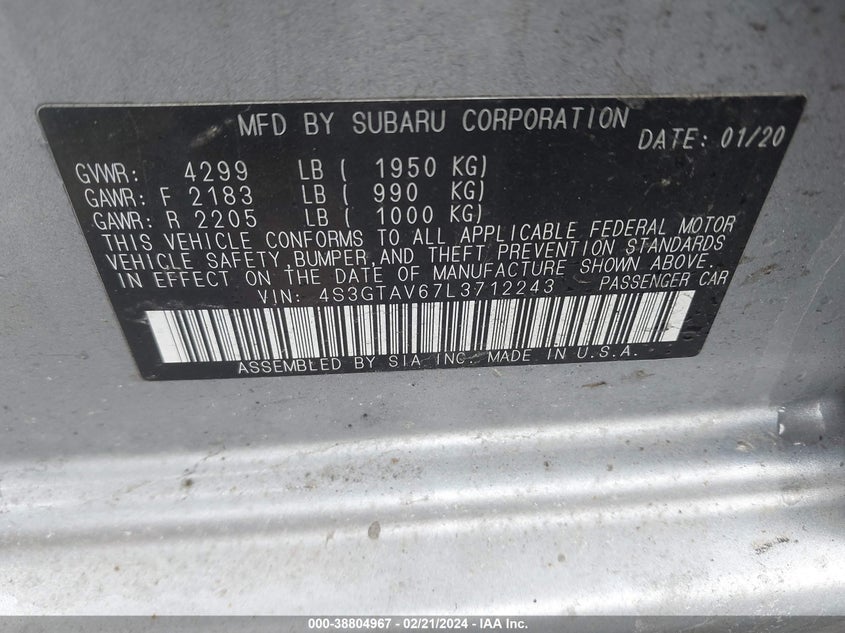 MFD BY SUBARU CORPORATION DATE: 01/20
GVWR: 4299 LB ( 1950 KG)
GAWR: F 2183 LB ( 990 KG)
GAWR: R 2205 LB ( 1000 KG)
THIS VEHICLE CONFORMS TO ALL APPLICABLE FEDERAL MOTOR
VEHICLE SAFETY, BUMPER, AND THEFT PREVENTION STANDARDS
IN EFFECT ON THE DATE OF MANUFACTURE SHOWN ABOVE.
VIN: 4S3GTAV67L3712243 PASSENGER CAR
ASSEMBLED BY SIA INC. MADE IN U.S.A.
000-38804967 - 02/21/2024 - IAA Inc.